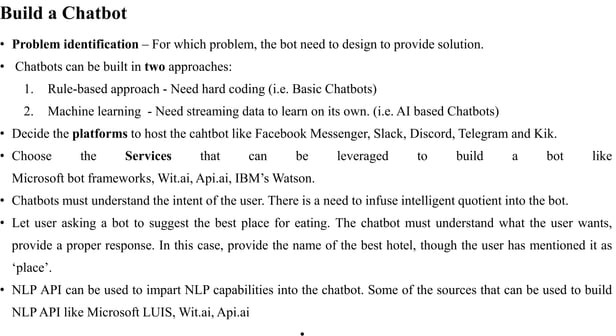 Build a Chatbot
• Problem identification – For which problem, the bot need to design to provide solution.
• Chatbots can be built in two approaches:
1. Rule-based approach - Need hard coding (i.e. Basic Chatbots)
2. Machine learning - Need streaming data to learn on its own. (i.e. AI based Chatbots)
• Decide the platforms to host the cahtbot like Facebook Messenger, Slack, Discord, Telegram and Kik.
• Choose the Services that can be leveraged to build a bot like
Microsoft bot frameworks, Wit.ai, Api.ai, IBM's Watson.
• Chatbots must understand the intent of the user. There is a need to infuse intelligent quotient into the bot.
• Let user asking a bot to suggest the best place for eating. The chatbot must understand what the user wants,
provide a proper response. In this case, provide the name of the best hotel, though the user has mentioned it as
‘place’.
• NLP API can be used to impart NLP capabilities into the chatbot. Some of the sources that can be used to build
NLP API like Microsoft LUIS, Wit.ai, Api.ai
•